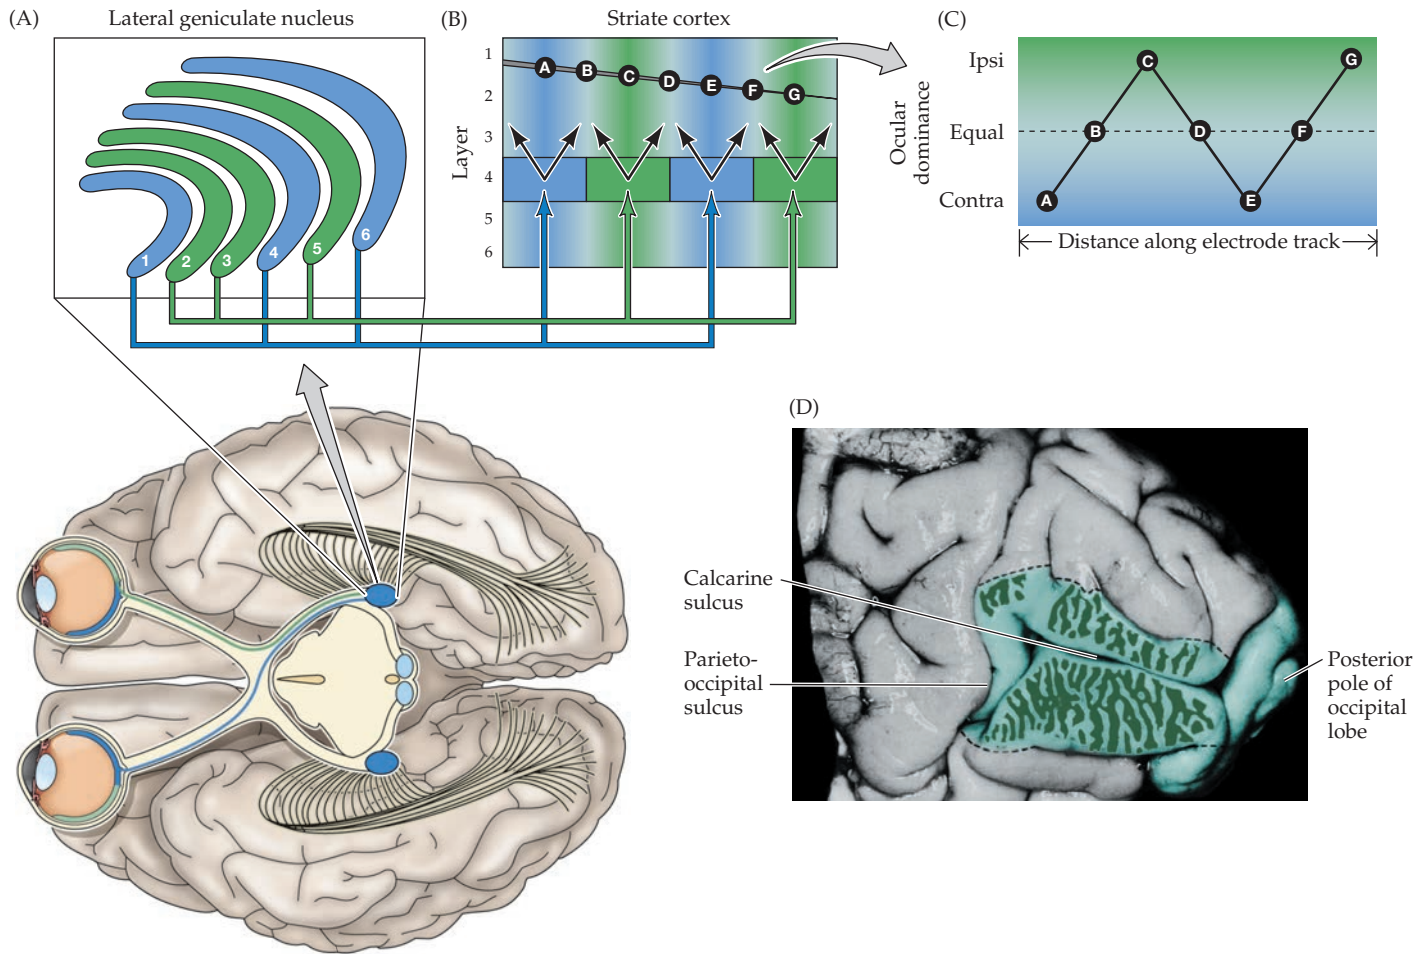 (A)
Lateral geniculate nucleus
1
2
3
4
5
6
(B)
Striate cortex
Layer
1
2
3
4
5
6
A
B
C
D
E
F
G
(C)
Ocular
dominance
Ipsi
Equal
Contra
A
B
C
D
E
F
G
Distance along electrode track
(D)
Calcarine
sulcus
Parieto-
occipital
sulcus
Posterior
pole of
occipital
lobe